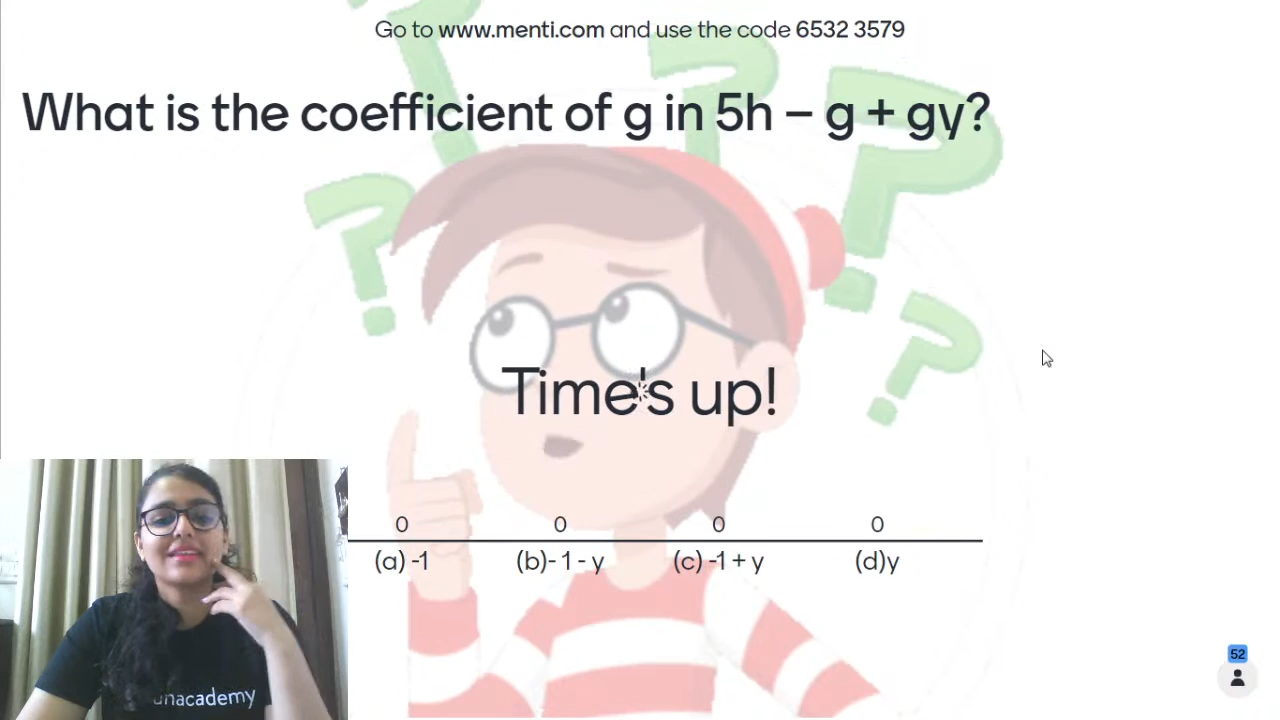 Go to www.menti.com and use the code 6532 3579
What is the coefficient of g in 5h – g + gy?
Time's up!
0 0 0 0
(a) -1 (b)- 1 - y (c) -1 + y (d)y
unacademy
52